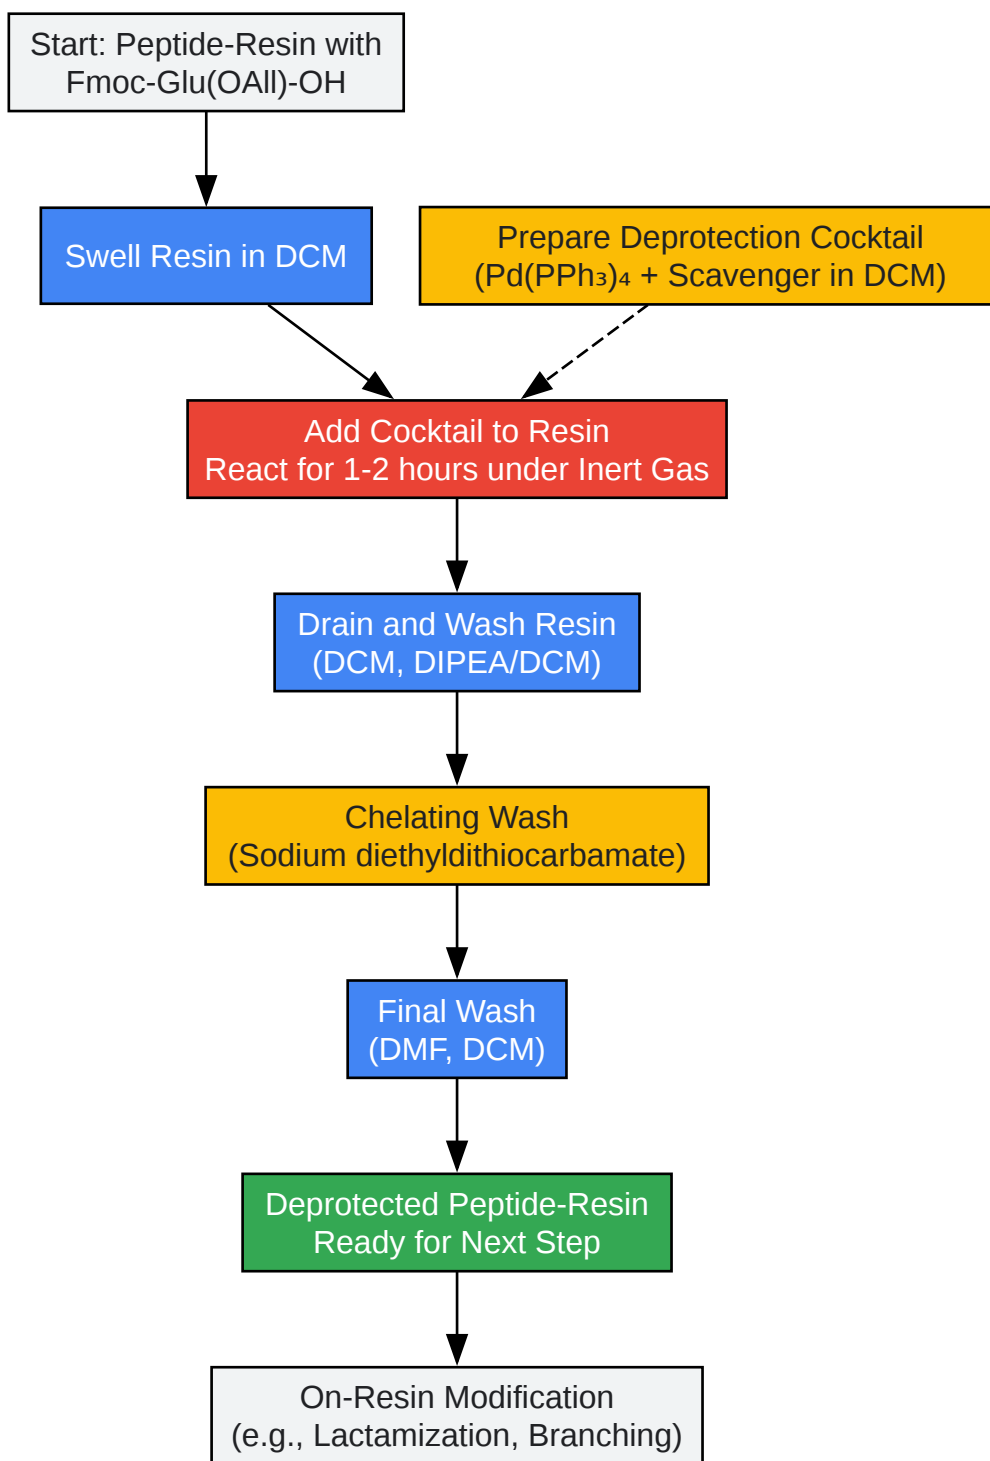 Start: Peptide-Resin with
Fmoc-Glu(OAll)-OH
Swell Resin in DCM
Prepare Deprotection Cocktail
(Pd(PPh₃)₄ + Scavenger in DCM)
Add Cocktail to Resin
React for 1-2 hours under Inert Gas
Drain and Wash Resin
(DCM, DIPEA/DCM)
Chelating Wash
(Sodium diethyldithiocarbamate)
Final Wash
(DMF, DCM)
Deprotected Peptide-Resin
Ready for Next Step
On-Resin Modification
(e.g., Lactamization, Branching)